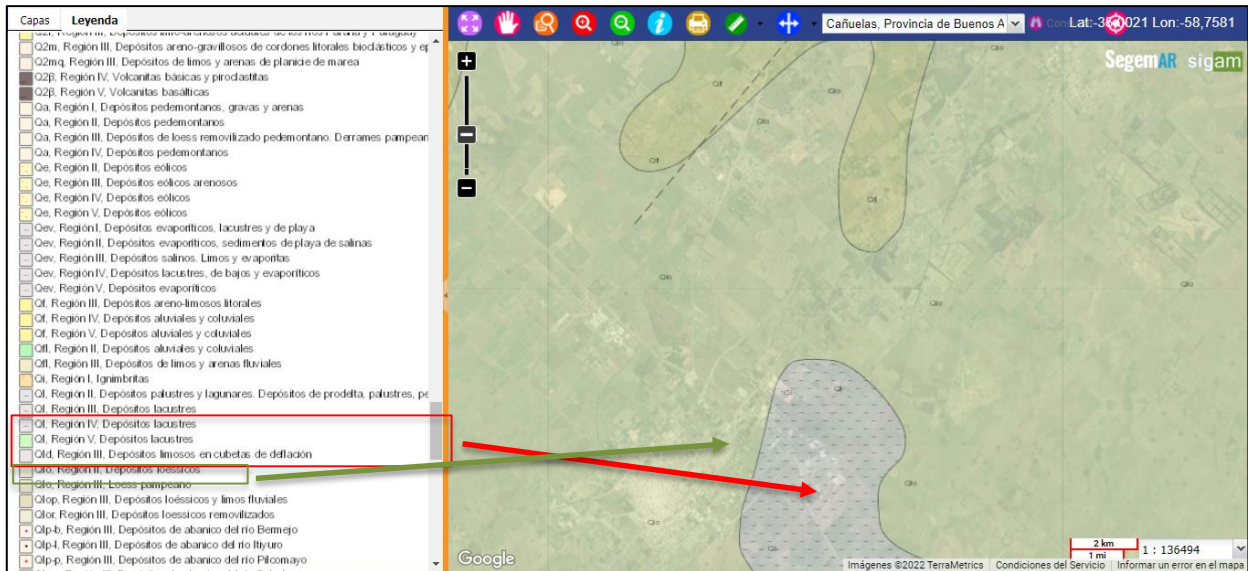 Capas Leyenda
Q2m, Región III, Depósitos areno-gravillosos de cordones litorales bioclásticos y ep
Q2mq, Región III, Depósitos de limos y arenas de planicie de marea
Q2β, Región IV, Volcanitas básicas y piroclastitas
Q2β, Región V, Volcanitas basálticas
Qa, Región I, Depósitos pedemontanos, gravas y arenas
Qa, Región II, Depósitos pedemontanos
Qa, Región III, Depósitos de loess removilizado pedemontano. Derrames pampean
Qa, Región IV, Depósitos pedemontanos
Qe, Región II, Depósitos eólicos
Qe, Región III, Depósitos eólicos arenosos
Qe, Región IV, Depósitos eólicos
Qe, Región V, Depósitos eólicos
Qev, Región I, Depósitos evaporíticos, lacustres y de playa
Qev, Región II, Depósitos evaporíticos, sedimentos de playa de salinas
Qev, Región III, Depósitos salinos. Limos y evaporitas
Qev, Región IV, Depósitos lacustres, de bajos y evaporíticos
Qev, Región V, Depósitos evaporíticos
Qf, Región III, Depósitos areno-limosos litorales
Qf, Región IV, Depósitos aluviales y coluviales
Qf, Región V, Depósitos aluviales y coluviales
Qfl, Región II, Depósitos aluviales y coluviales
Qfl, Región III, Depósitos de limos y arenas fluviales
Qi, Región I, Ignimbritas
Ql, Región II, Depósitos palustres y lagunares. Depósitos de prodelta, palustres, pe
Ql, Región III, Depósitos lacustres
Ql, Región IV, Depósitos lacustres
Ql, Región V, Depósitos lacustres
Qld, Región III, Depósitos limosos en cubetas de deflación
Qlo, Región II, Depósitos loéssicos
Qlo, Región III, Loess pampeano
Qlop, Región III, Depósitos loéssicos y limos fluviales
Qlor, Región III, Depósitos loessicos removilizados
Qlp-b, Región III, Depósitos de abanico del río Bermejo
Qlp-I, Región III, Depósitos de abanico del río Itiyuro
Qlp-p, Región III, Depósitos de abanico del río Pilcomayo
Cañuelas, Provincia de Buenos A
Lon:-58,7581
SegemAR sigam
Qlo
Qlo
Qfl
Qlo
Qfl
Qfl
Qlo
Qlo
Qlo
Ql
Qlo
Qlo
Google
2 km
1 mi
1 : 136494
Imágenes ©2022 TerraMetrics Condiciones del Servicio Informar un error en el mapa